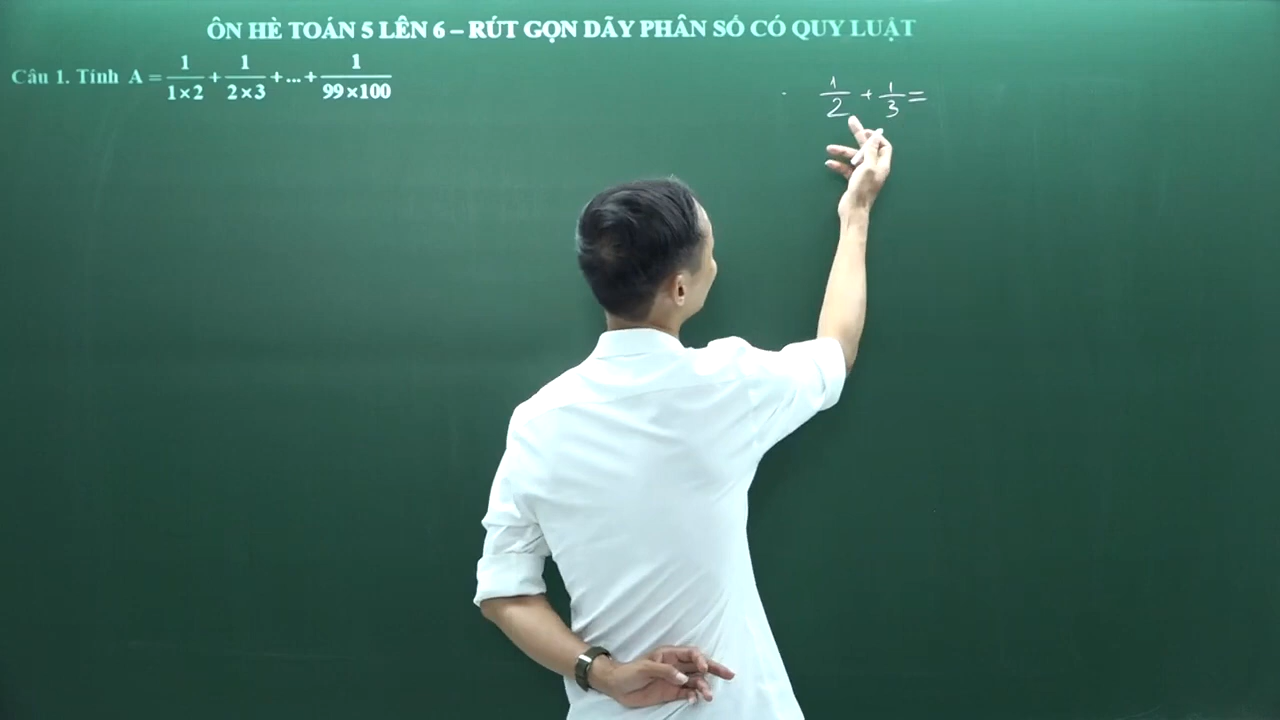 ÔN HÈ TOÁN 5 LÊN 6 – RÚT GỌN DÃY PHÂN SỐ CÓ QUY LUẬT
Câu 1. Tính A = 1/(1×2) + 1/(2×3) + ... + 1/(99×100)
1/2 + 1/3 =